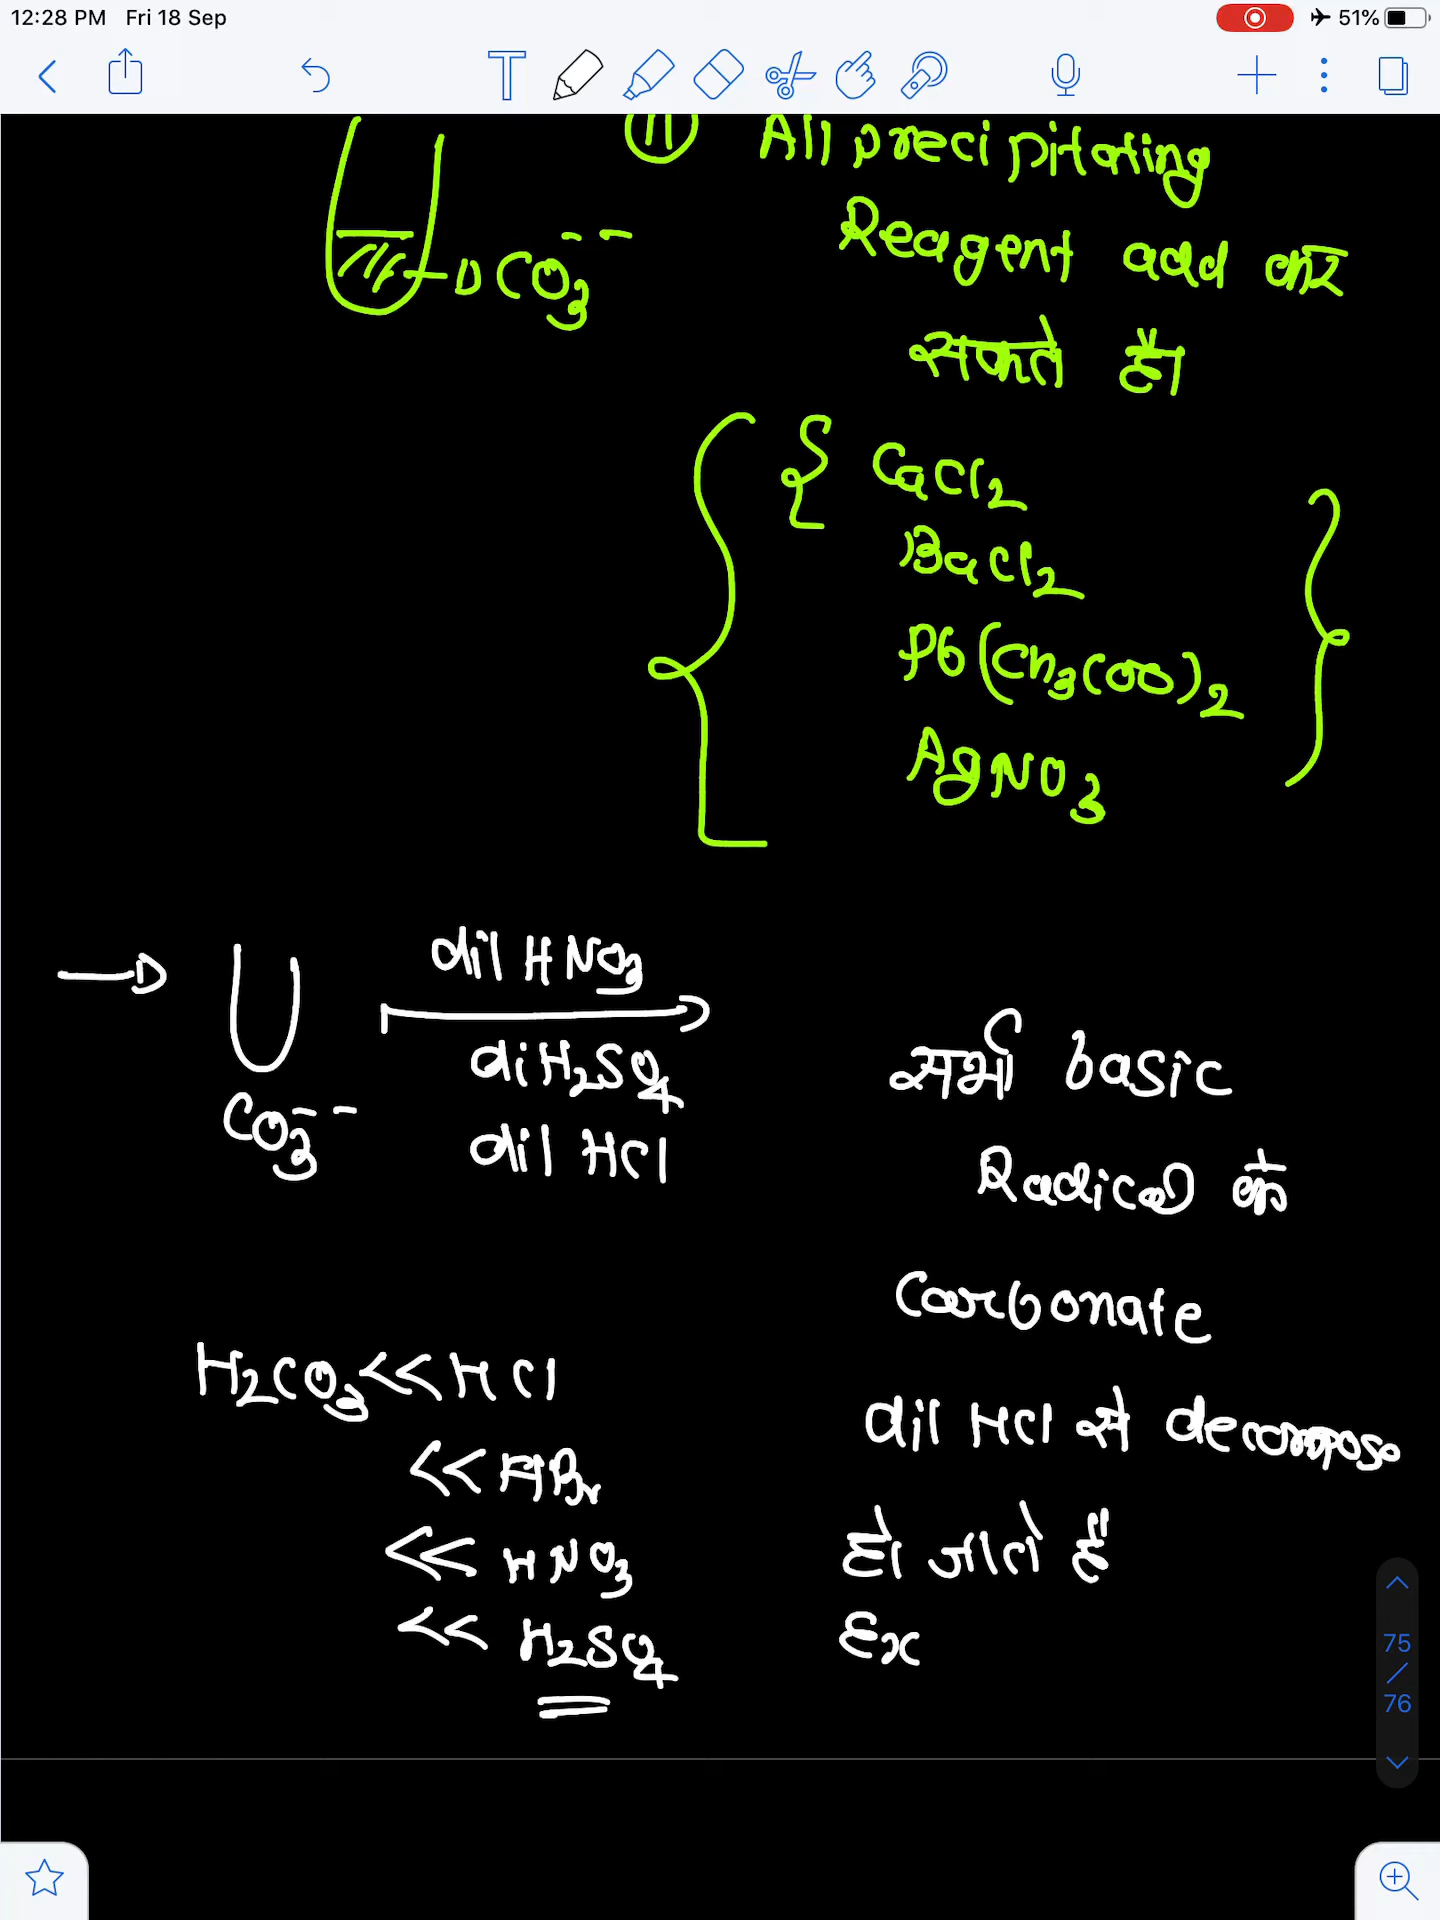 12:28 PM Fri 18 Sep 51%
T
(11) All precipitating
Reagent add कर
सकते हैं।
CO3--
CaCl2
BaCl2
Pb(CH3COO)2
AgNO3
dil HNO3
di H2SO4
dil HCl
CO3--
सभी basic
Radical के
Carbonate
dil HCl से decompose
हो जाते हैं
Ex
H2CO3 << HCl
<< HBr
<< HNO3
<< H2SO4
75
/
76